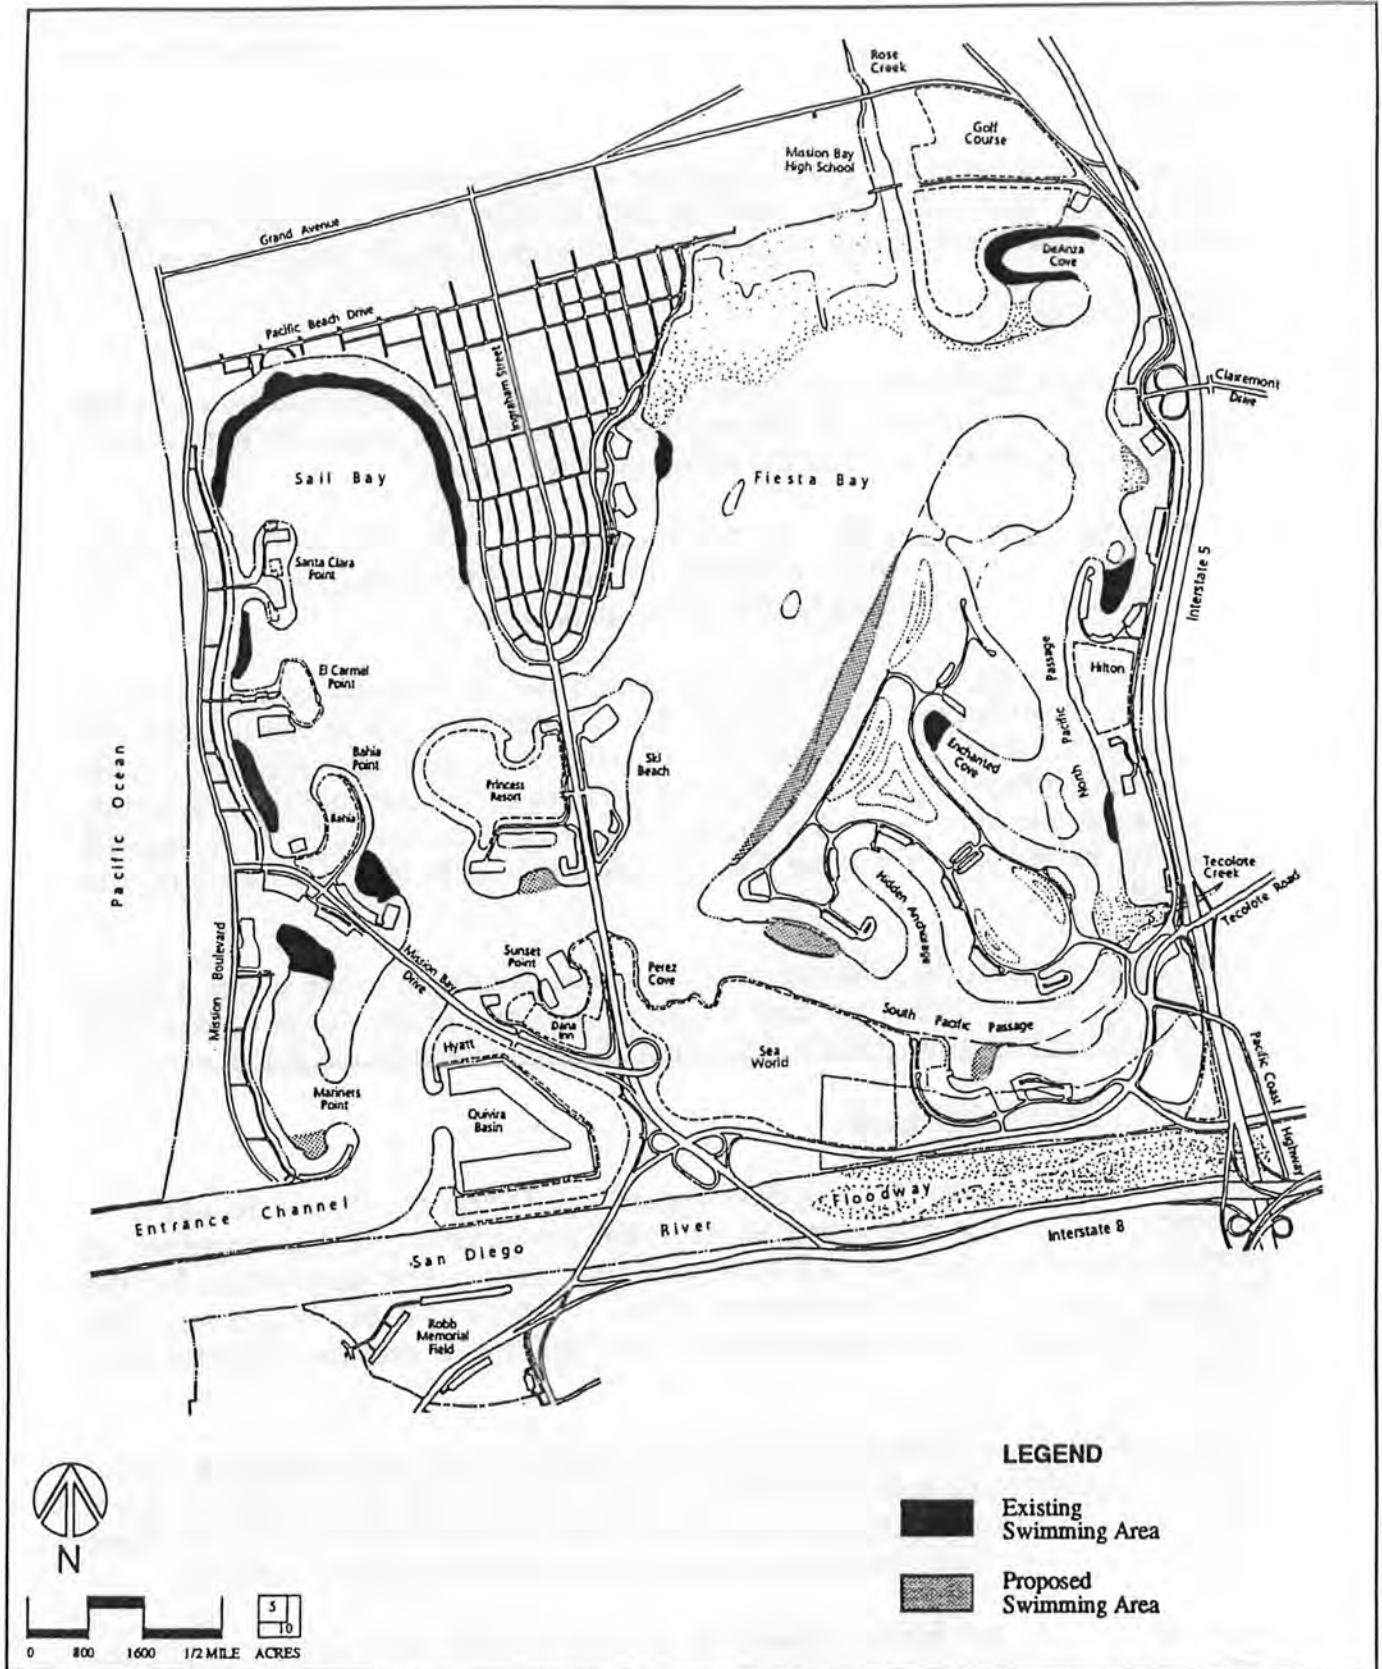 Rose
Creek
Golf
Course
Mission Bay
High School
Grand Avenue
DeAnza
Cove
Pacific Beach Drive
Ingraham Street
Clairemont
Drive
Sail Bay
Fiesta Bay
Santa Clara
Point
Interstate 5
El Carmel
Point
North Pacific Passage
Hilton
Pacific Ocean
Bahia
Point
Ski
Beach
Enchanted
Cove
Princess
Resort
Bahia
Hidden Anchorage
Tecolote
Creek
Tecolote Road
Mission Boulevard
Mission Bay
Drive
Sunset
Point
Perez
Cove
South Pacific Passage
Dana
Inn
Hyatt
Sea
World
Pacific Coast Highway
Mariners
Point
Quivira
Basin
Entrance Channel
San Diego River Floodway
Interstate 8
Robb
Memorial
Field
LEGEND
Existing
Swimming Area
Proposed
Swimming Area
N
5
10
0 800 1600 1/2 MILE ACRES